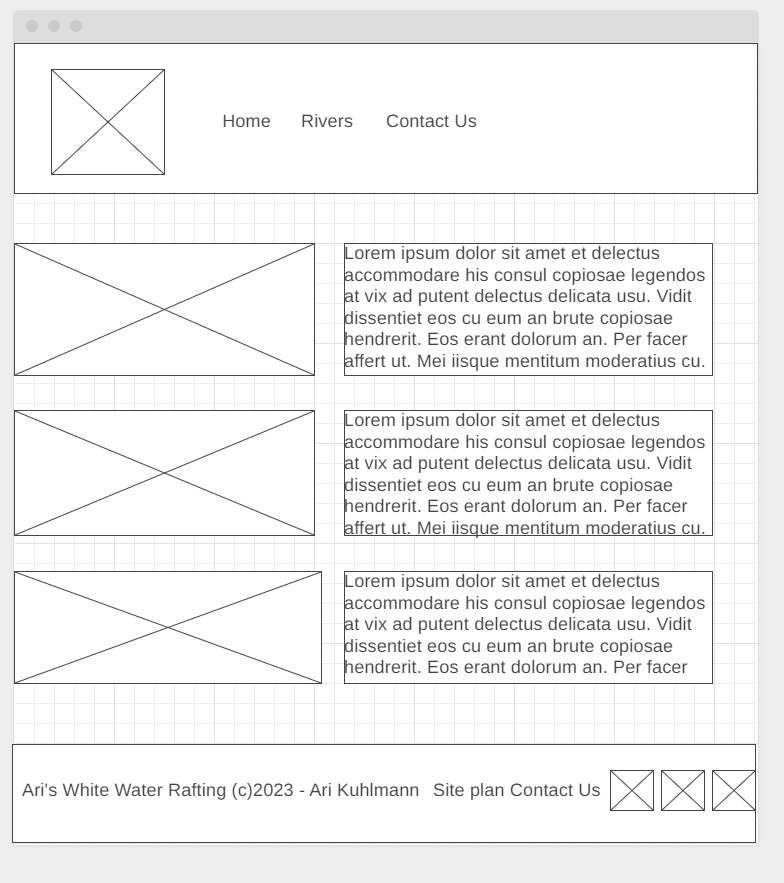 Home Rivers Contact Us
Lorem ipsum dolor sit amet et delectus
accommodare his consul copiosae legendos
at vix ad putent delectus delicata usu. Vidit
dissentiet eos cu eum an brute copiosae
hendrerit. Eos erant dolorum an. Per facer
affert ut. Mei iisque mentitum moderatius cu.
Lorem ipsum dolor sit amet et delectus
accommodare his consul copiosae legendos
at vix ad putent delectus delicata usu. Vidit
dissentiet eos cu eum an brute copiosae
hendrerit. Eos erant dolorum an. Per facer
affert ut. Mei iisque mentitum moderatius cu.
Lorem ipsum dolor sit amet et delectus
accommodare his consul copiosae legendos
at vix ad putent delectus delicata usu. Vidit
dissentiet eos cu eum an brute copiosae
hendrerit. Eos erant dolorum an. Per facer
Ari's White Water Rafting (c)2023 - Ari Kuhlmann Site plan Contact Us